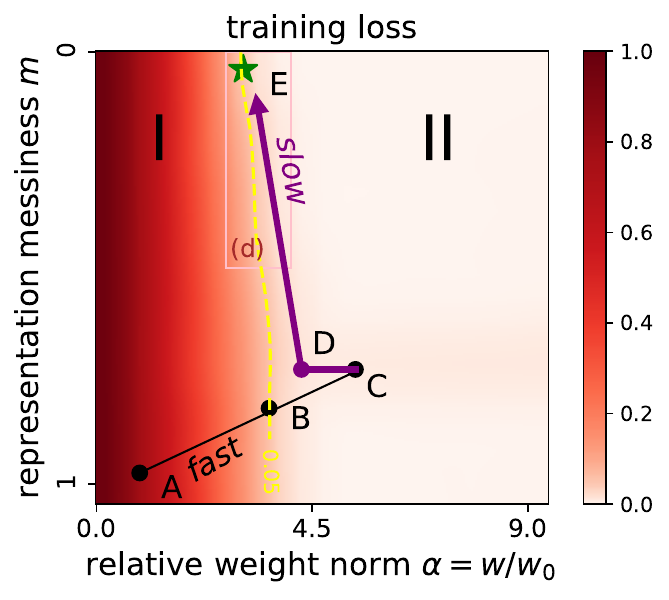 training loss
0
1.0
E
I
II
slow
0.8
representation messiness m
(d)
0.6
0.4
D
C
B
0.2
fast
A
0.05
1
0.0
0.0
4.5
9.0
relative weight norm α = w/w₀